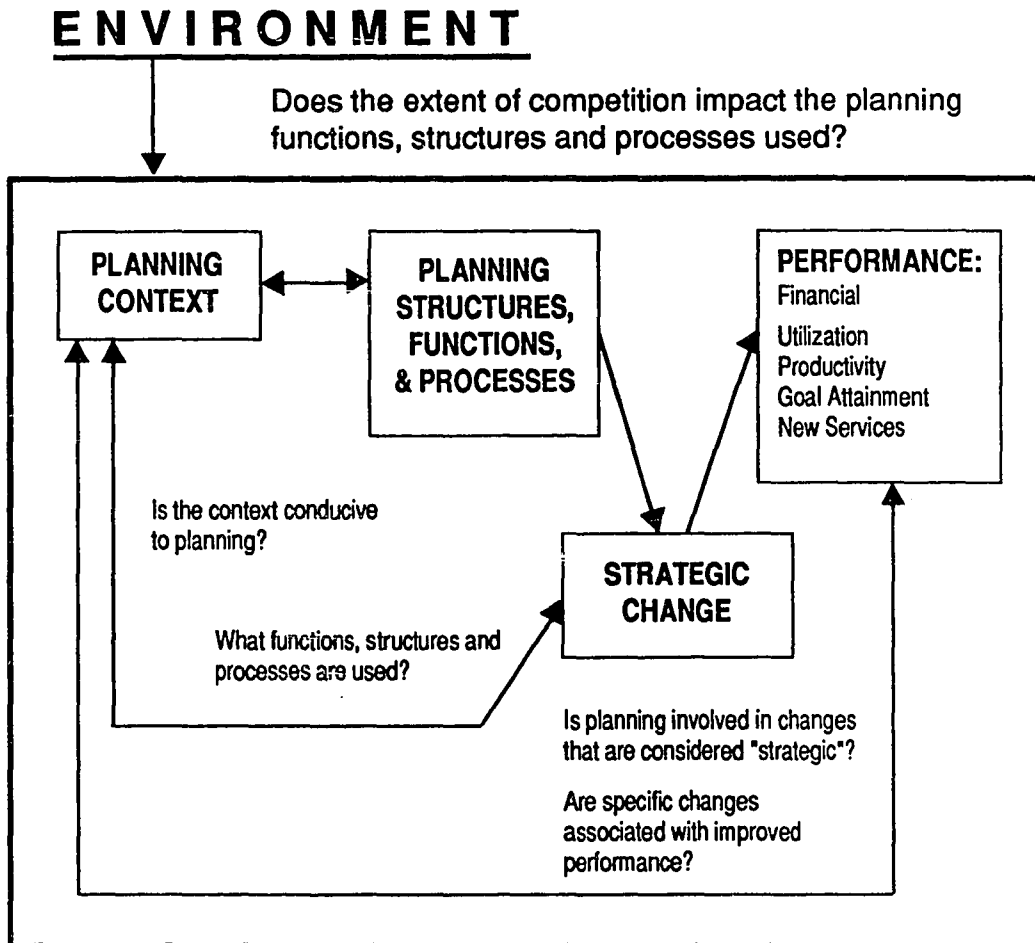 ENVIRONMENT
Does the extent of competition impact the planning
functions, structures and processes used?
PLANNING
CONTEXT
PLANNING
STRUCTURES,
FUNCTIONS,
& PROCESSES
PERFORMANCE:
Financial
Utilization
Productivity
Goal Attainment
New Services
Is the context conducive
to planning?
STRATEGIC
CHANGE
What functions, structures and
processes are used?
Is planning involved in changes
that are considered "strategic"?
Are specific changes
associated with improved
performance?